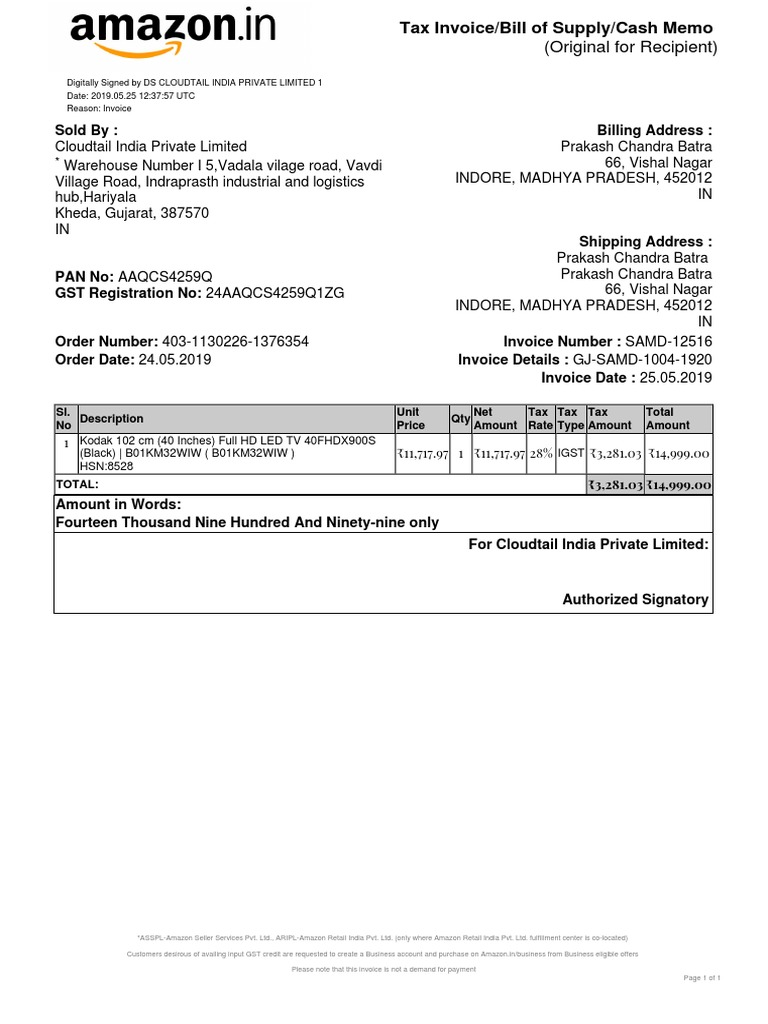 amazon.in
Tax Invoice/Bill of Supply/Cash Memo
(Original for Recipient)
Digitally Signed by DS CLOUDTAIL INDIA PRIVATE LIMITED 1
Date: 2019.05.25 12:37:57 UTC
Reason: Invoice
Sold By :
Cloudtail India Private Limited
* Warehouse Number I 5,Vadala vilage road, Vavdi
Village Road, Indraprasth industrial and logistics
hub,Hariyala
Kheda, Gujarat, 387570
IN
Billing Address :
Prakash Chandra Batra
66, Vishal Nagar
INDORE, MADHYA PRADESH, 452012
IN
Shipping Address :
Prakash Chandra Batra
Prakash Chandra Batra
66, Vishal Nagar
INDORE, MADHYA PRADESH, 452012
IN
PAN No: AAQCS4259Q
GST Registration No: 24AAQCS4259Q1ZG
Order Number: 403-1130226-1376354
Order Date: 24.05.2019
Invoice Number : SAMD-12516
Invoice Details : GJ-SAMD-1004-1920
Invoice Date : 25.05.2019
Sl. No Description Unit Price Qty Net Amount Tax Rate Tax Type Tax Amount Total Amount
1 Kodak 102 cm (40 Inches) Full HD LED TV 40FHDX900S
(Black) | B01KM32WIW ( B01KM32WIW ) ₹11,717.97 1 ₹11,717.97 28% IGST ₹3,281.03 ₹14,999.00
HSN:8528
TOTAL: ₹3,281.03 ₹14,999.00
Amount in Words:
Fourteen Thousand Nine Hundred And Ninety-nine only
For Cloudtail India Private Limited:
Authorized Signatory
*ASSPL-Amazon Seller Services Pvt. Ltd., ARIPL-Amazon Retail India Pvt. Ltd. (only where Amazon Retail India Pvt. Ltd. fulfillment center is co-located)
Customers desirous of availing input GST credit are requested to create a Business account and purchase on Amazon.in/business from Business eligible offers
Please note that this invoice is not a demand for payment
Page 1 of 1